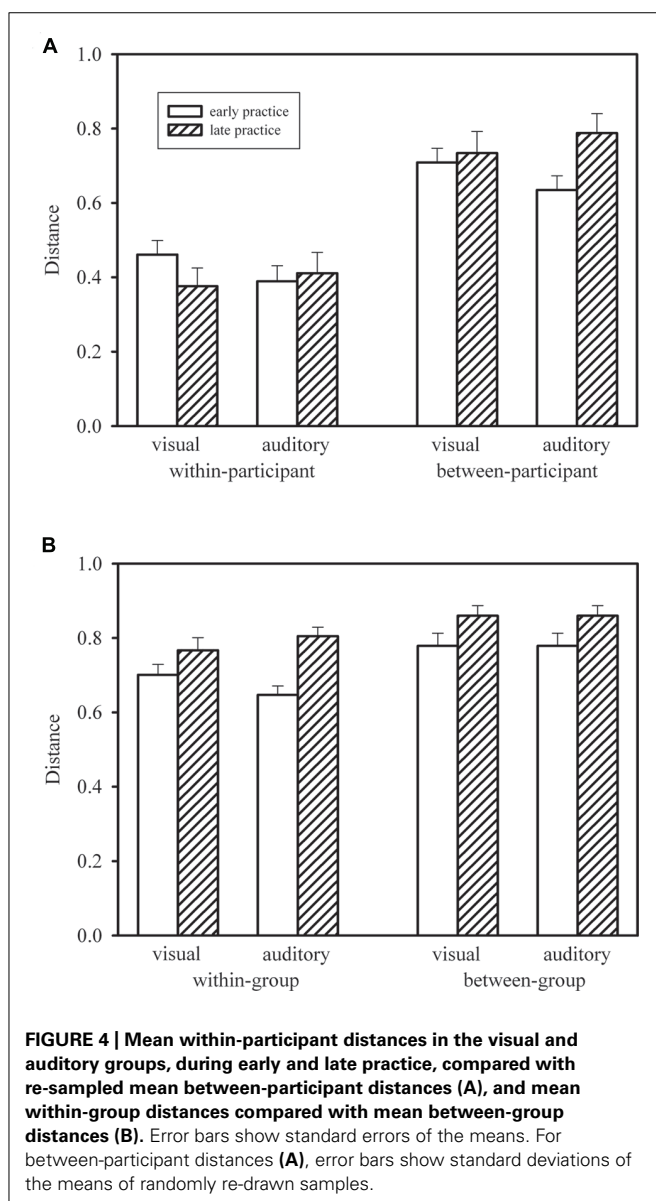 A
1.0
early practice
late practice
0.8
0.6
Distance
0.4
0.2
0.0
visual auditory visual auditory
within-participant between-participant
B
1.0
0.8
0.6
Distance
0.4
0.2
0.0
visual auditory visual auditory
within-group between-group
FIGURE 4 | Mean within-participant distances in the visual and
auditory groups, during early and late practice, compared with
re-sampled mean between-participant distances (A), and mean
within-group distances compared with mean between-group
distances (B). Error bars show standard errors of the means. For
between-participant distances (A), error bars show standard deviations of
the means of randomly re-drawn samples.